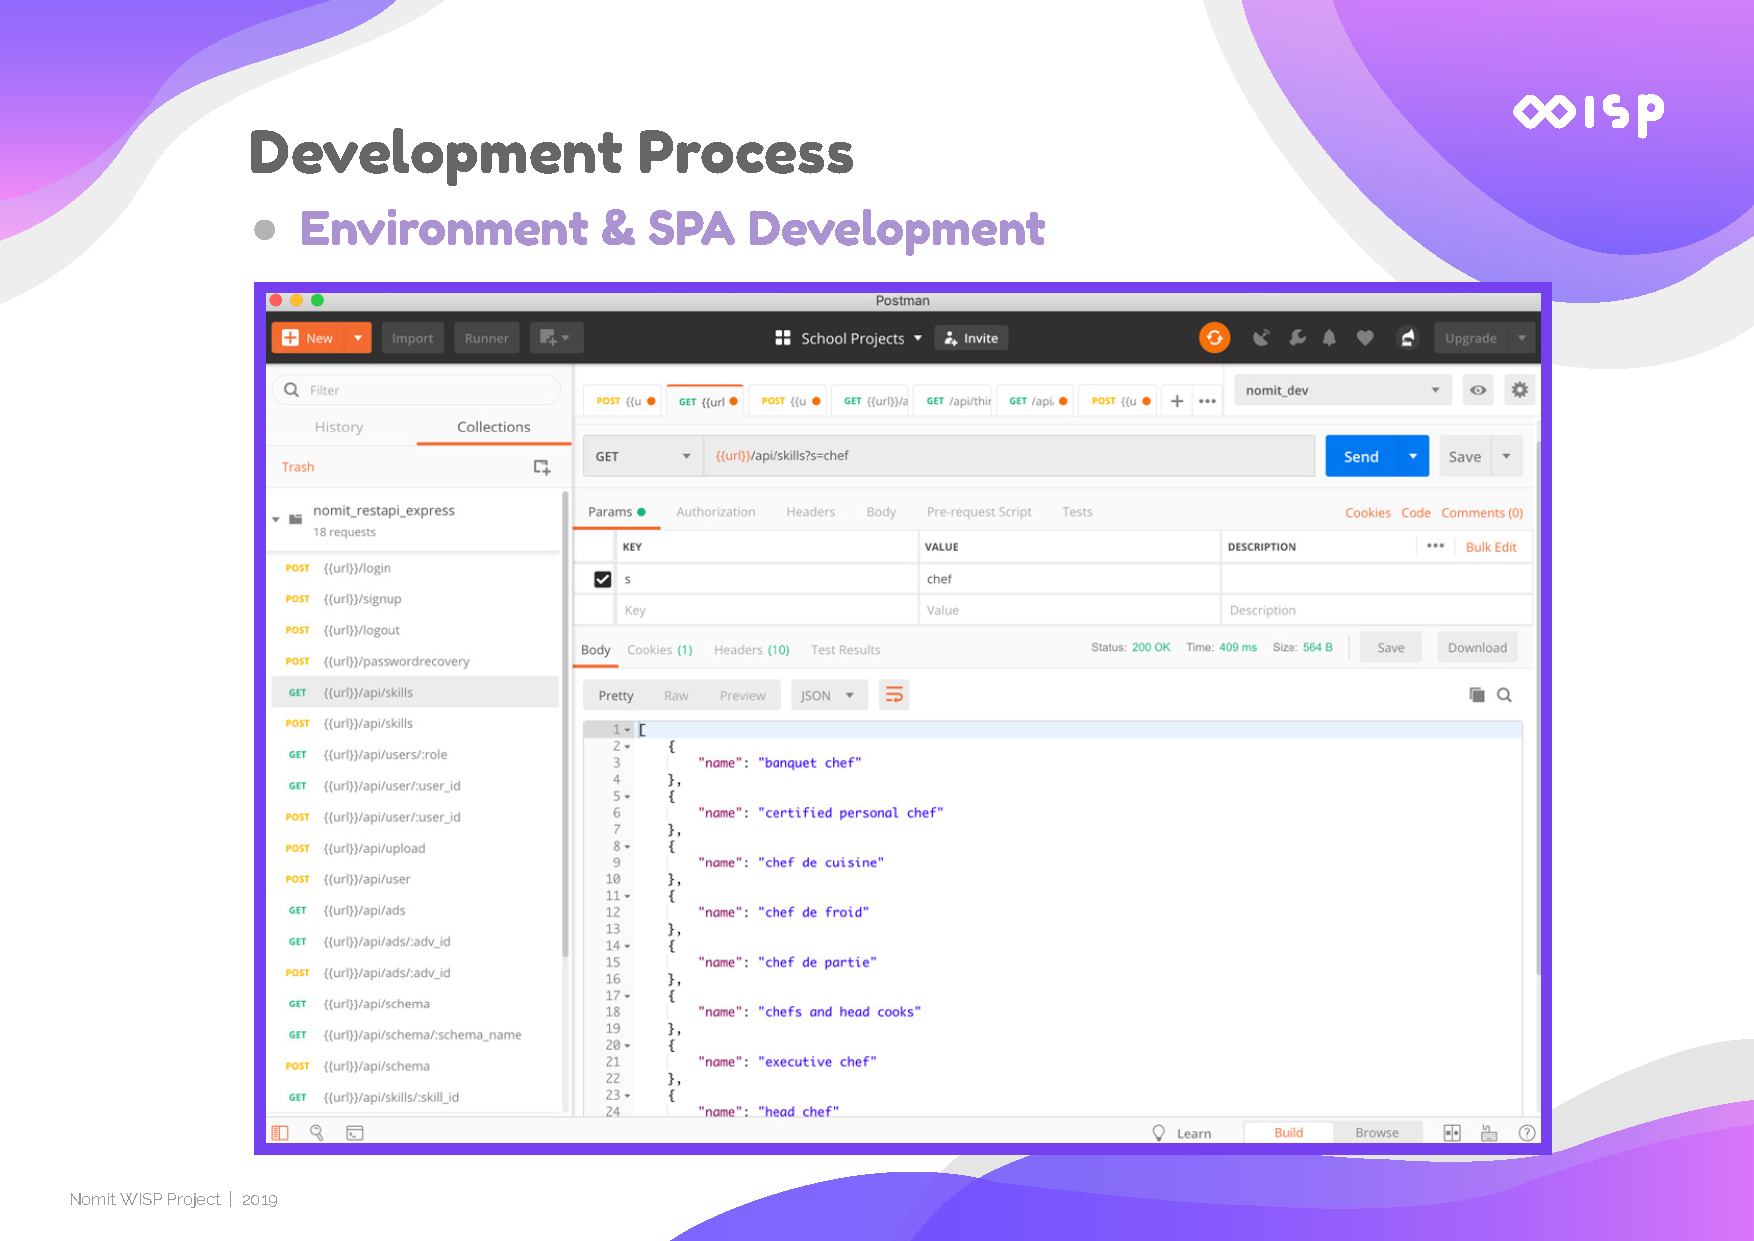 wisp
Development Process
Environment & SPA Development
Postman
New
Import
Runner
School Projects
Invite
Upgrade
Filter
History
Collections
Trash
nomit_restapi_express
18 requests
POST {{url}}/login
POST {{url}}/signup
POST {{url}}/logout
POST {{url}}/passwordrecovery
GET {{url}}/api/skills
POST {{url}}/api/skills
GET {{url}}/api/users/:role
GET {{url}}/api/user/:user_id
POST {{url}}/api/user/:user_id
POST {{url}}/api/upload
POST {{url}}/api/user
GET {{url}}/api/ads
GET {{url}}/api/ads/:adv_id
POST {{url}}/api/ads/:adv_id
GET {{url}}/api/schema
GET {{url}}/api/schema/:schema_name
POST {{url}}/api/schema
GET {{url}}/api/skills/:skill_id
POST {{u
GET {{url
POST {{u
GET {{url}}/a
GET /api/thir
GET /api/
POST {{u
+ •••
nomit_dev
GET
{{url}}/api/skills?s=chef
Send
Save
Params Authorization Headers Body Pre-request Script Tests
Cookies Code Comments (0)
KEY VALUE DESCRIPTION ••• Bulk Edit
s chef
Key Value Description
Body Cookies (1) Headers (10) Test Results
Status: 200 OK Time: 409 ms Size: 564 B
Save
Download
Pretty Raw Preview JSON
1 [
2 {
3 "name": "banquet chef"
4 },
5 {
6 "name": "certified personal chef"
7 },
8 {
9 "name": "chef de cuisine"
10 },
11 {
12 "name": "chef de froid"
13 },
14 {
15 "name": "chef de partie"
16 },
17 {
18 "name": "chefs and head cooks"
19 },
20 {
21 "name": "executive chef"
22 },
23 {
24 "name": "head chef"
Learn
Build
Browse
Nomit WISP Project | 2019